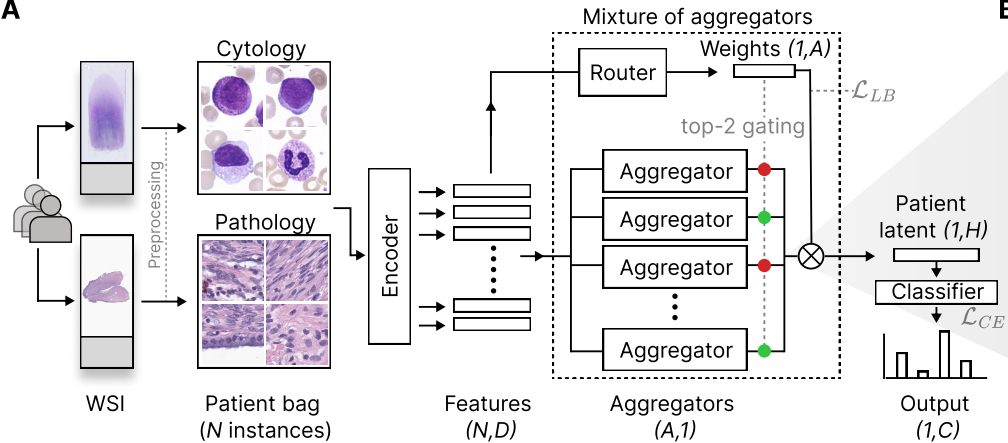 A
Mixture of aggregators
Cytology
Weights (1,A)
Router
ℒLB
top-2 gating
Aggregator
Preprocessing
Pathology
Encoder
Aggregator
Aggregator
Aggregator
Patient
latent (1,H)
Classifier
ℒCE
WSI
Patient bag
(N instances)
Features
(N,D)
Aggregators
(A,1)
Output
(1,C)